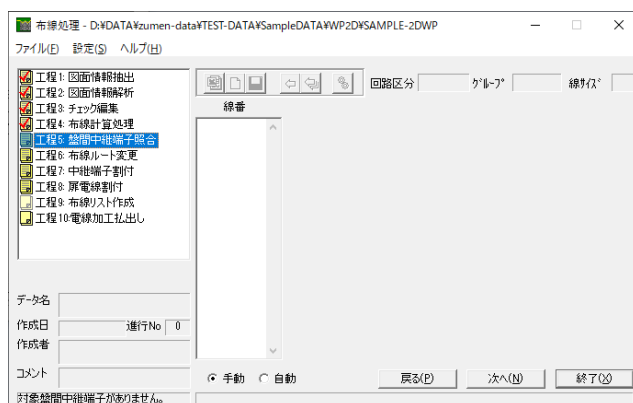 布線処理 - D:¥DATA¥zumen-data¥TEST-DATA¥SampleDATA¥WP2D¥SAMPLE-2DWP
ファイル(F) 設定(S) ヘルプ(H)
工程1: 図面情報抽出
工程2: 図面情報解析
工程3: チェック編集
工程4: 布線計算処理
工程5: 盤間中継端子照合
工程6: 布線ルート変更
工程7: 中継端子割付
工程8: 扉電線割付
工程9: 布線リスト作成
工程10:電線加工払出し
回路区分 グループ 線サイズ
線番
データ名
作成日 進行No 0
作成者
コメント
手動 自動
戻る(P) 次へ(N) 終了(X)
対象盤間中継端子がありません。